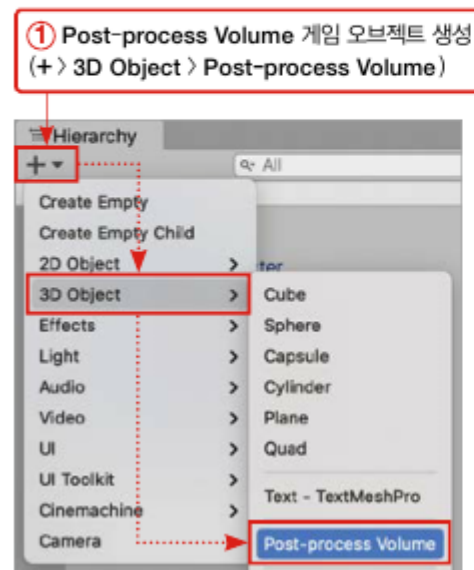 ① Post-process Volume 게임 오브젝트 생성
(+ > 3D Object > Post-process Volume)
Hierarchy
+ All
Create Empty
Create Empty Child
2D Object >
3D Object > Cube
Effects > Sphere
Light > Capsule
Audio > Cylinder
Video > Plane
UI > Quad
UI Toolkit >
Text - TextMeshPro
Cinemachine >
Camera Post-process Volume